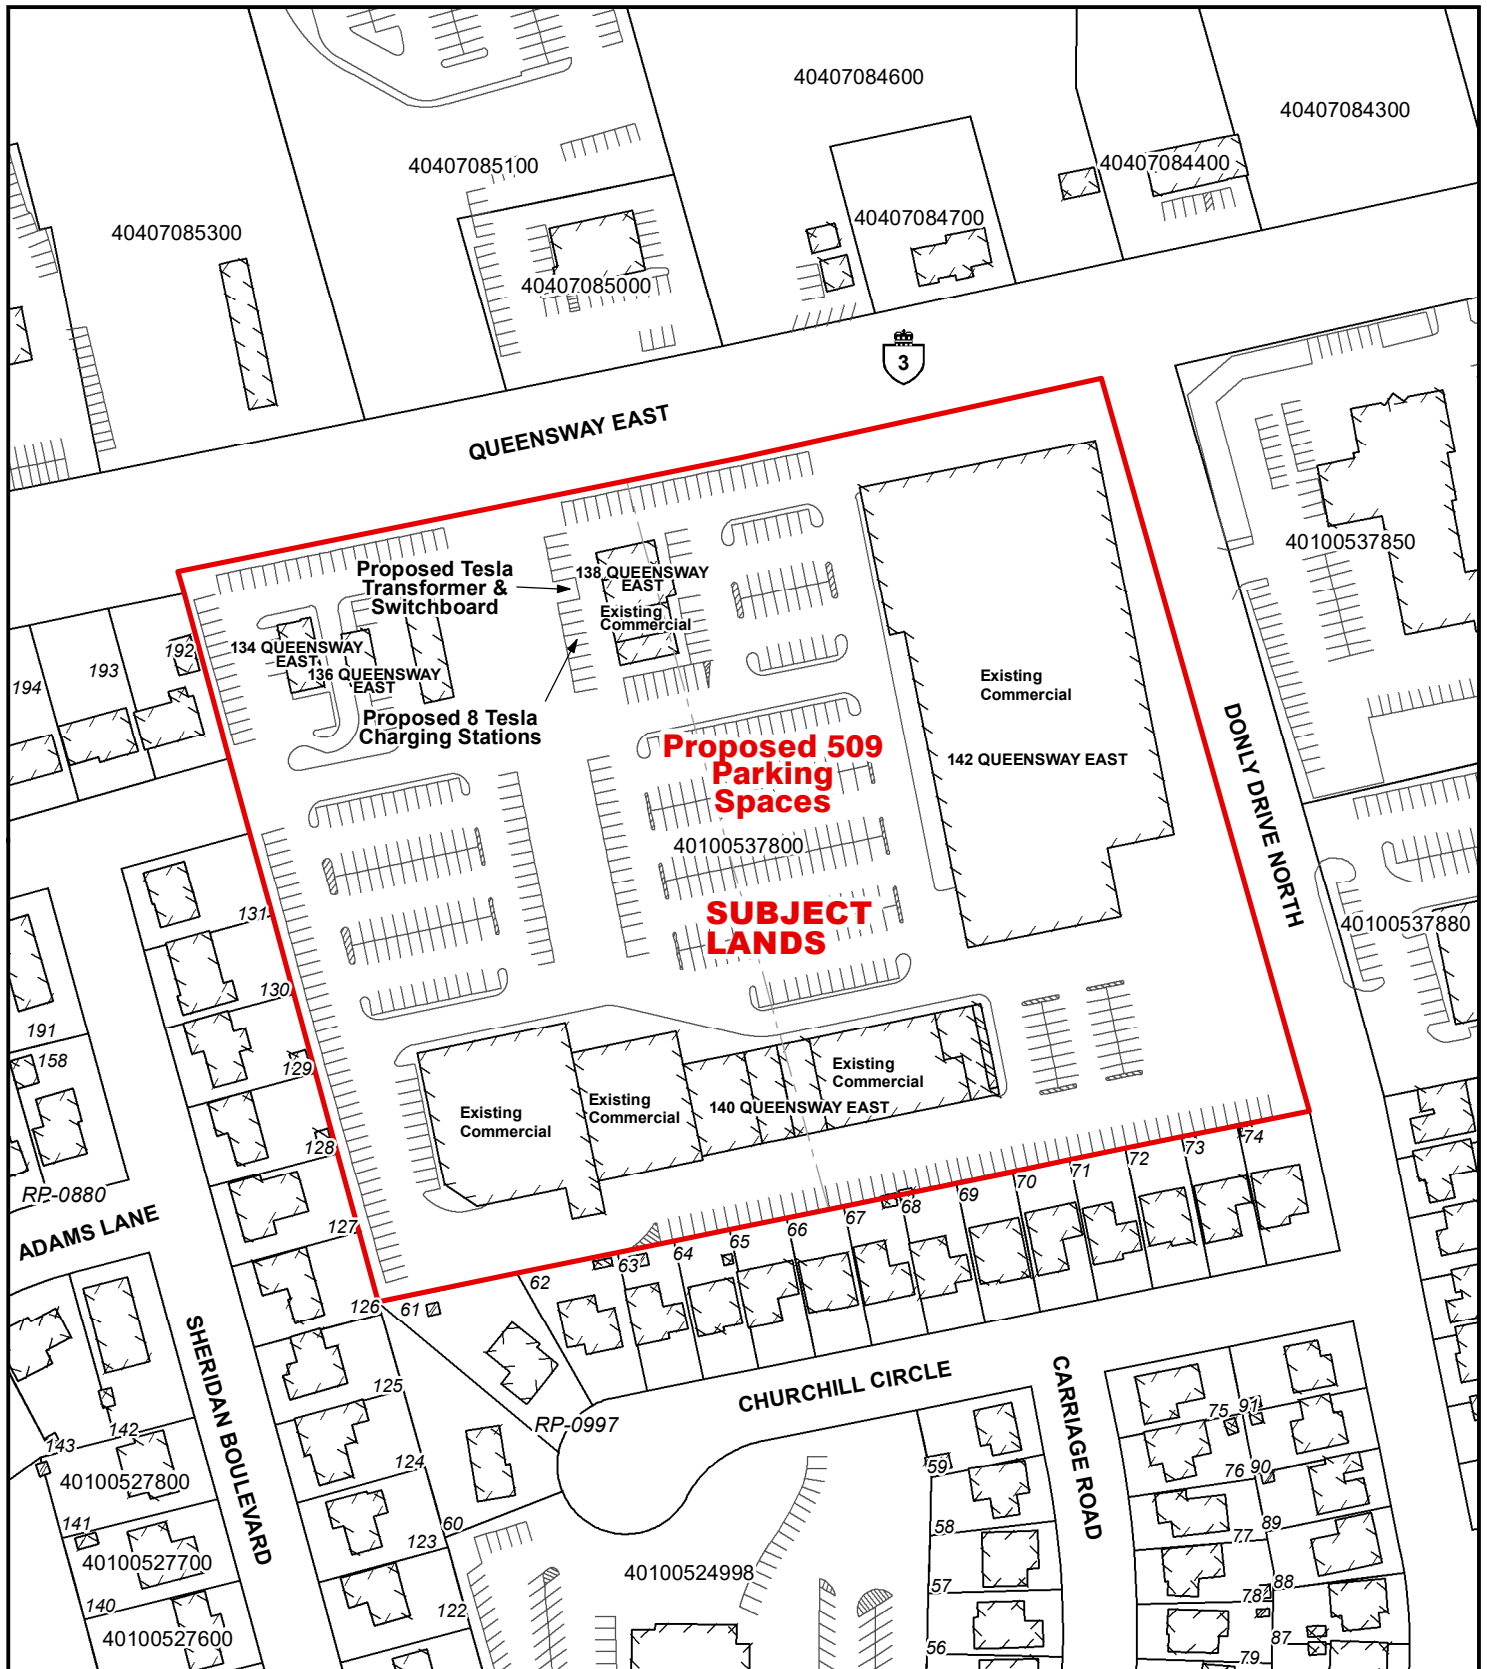 40407084600
40407084300
40407085100
40407084400
40407085300
40407084700
40407085000
3
QUEENSWAY EAST
40100537850
Proposed Tesla
Transformer &
Switchboard
138 QUEENSWAY
EAST
Existing
Commercial
134 QUEENSWAY
EAST
136 QUEENSWAY
EAST
192
193
194
Proposed 8 Tesla
Charging Stations
Existing
Commercial
142 QUEENSWAY EAST
DONLY DRIVE NORTH
Proposed 509
Parking
Spaces
40100537800
SUBJECT
LANDS
40100537880
131
130
129
128
127
126
191
158
RP-0880
ADAMS LANE
Existing
Commercial
Existing
Commercial
Existing
Commercial
140 QUEENSWAY EAST
74
73
72
71
70
69
68
67
66
65
64
63
62
61
SHERIDAN BOULEVARD
CHURCHILL CIRCLE
CARRIAGE ROAD
RP-0997
125
124
123
122
60
143
142
40100527800
141
40100527700
140
40100527600
40100524998
59
58
57
56
75
91
76
90
77
89
78
88
79
87